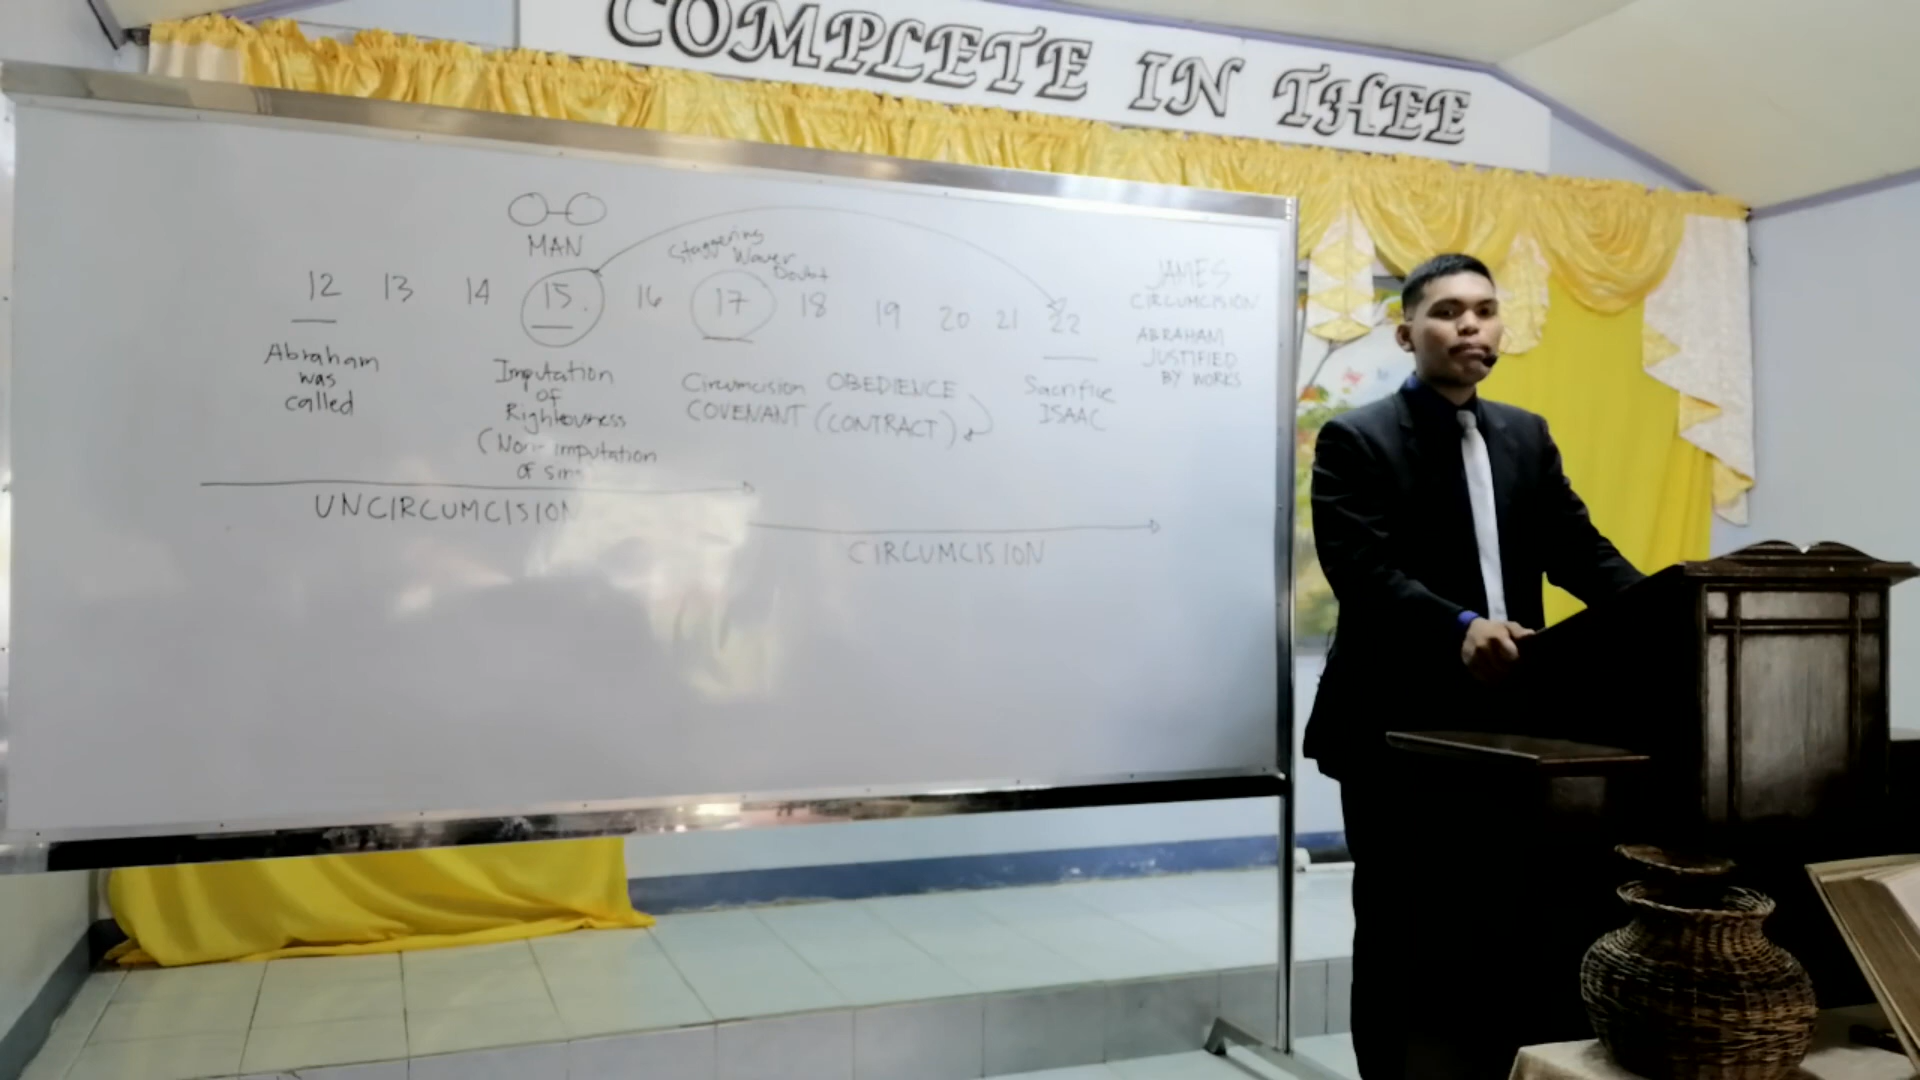 COMPLETE IN THEE
MAN
Staggering
Waver
Doubt
12 13 14 15. 16 17 18 19 20 21 22
Abraham
was
called
Imputation
of
Righteousness
(Non-imputation
of sin
Circumcision OBEDIENCE
COVENANT (CONTRACT)
Sacrifice
ISAAC
JAMES
CIRCUMCISION
ABRAHAM
JUSTIFIED
BY WORKS
UNCIRCUMCISION
CIRCUMCISION